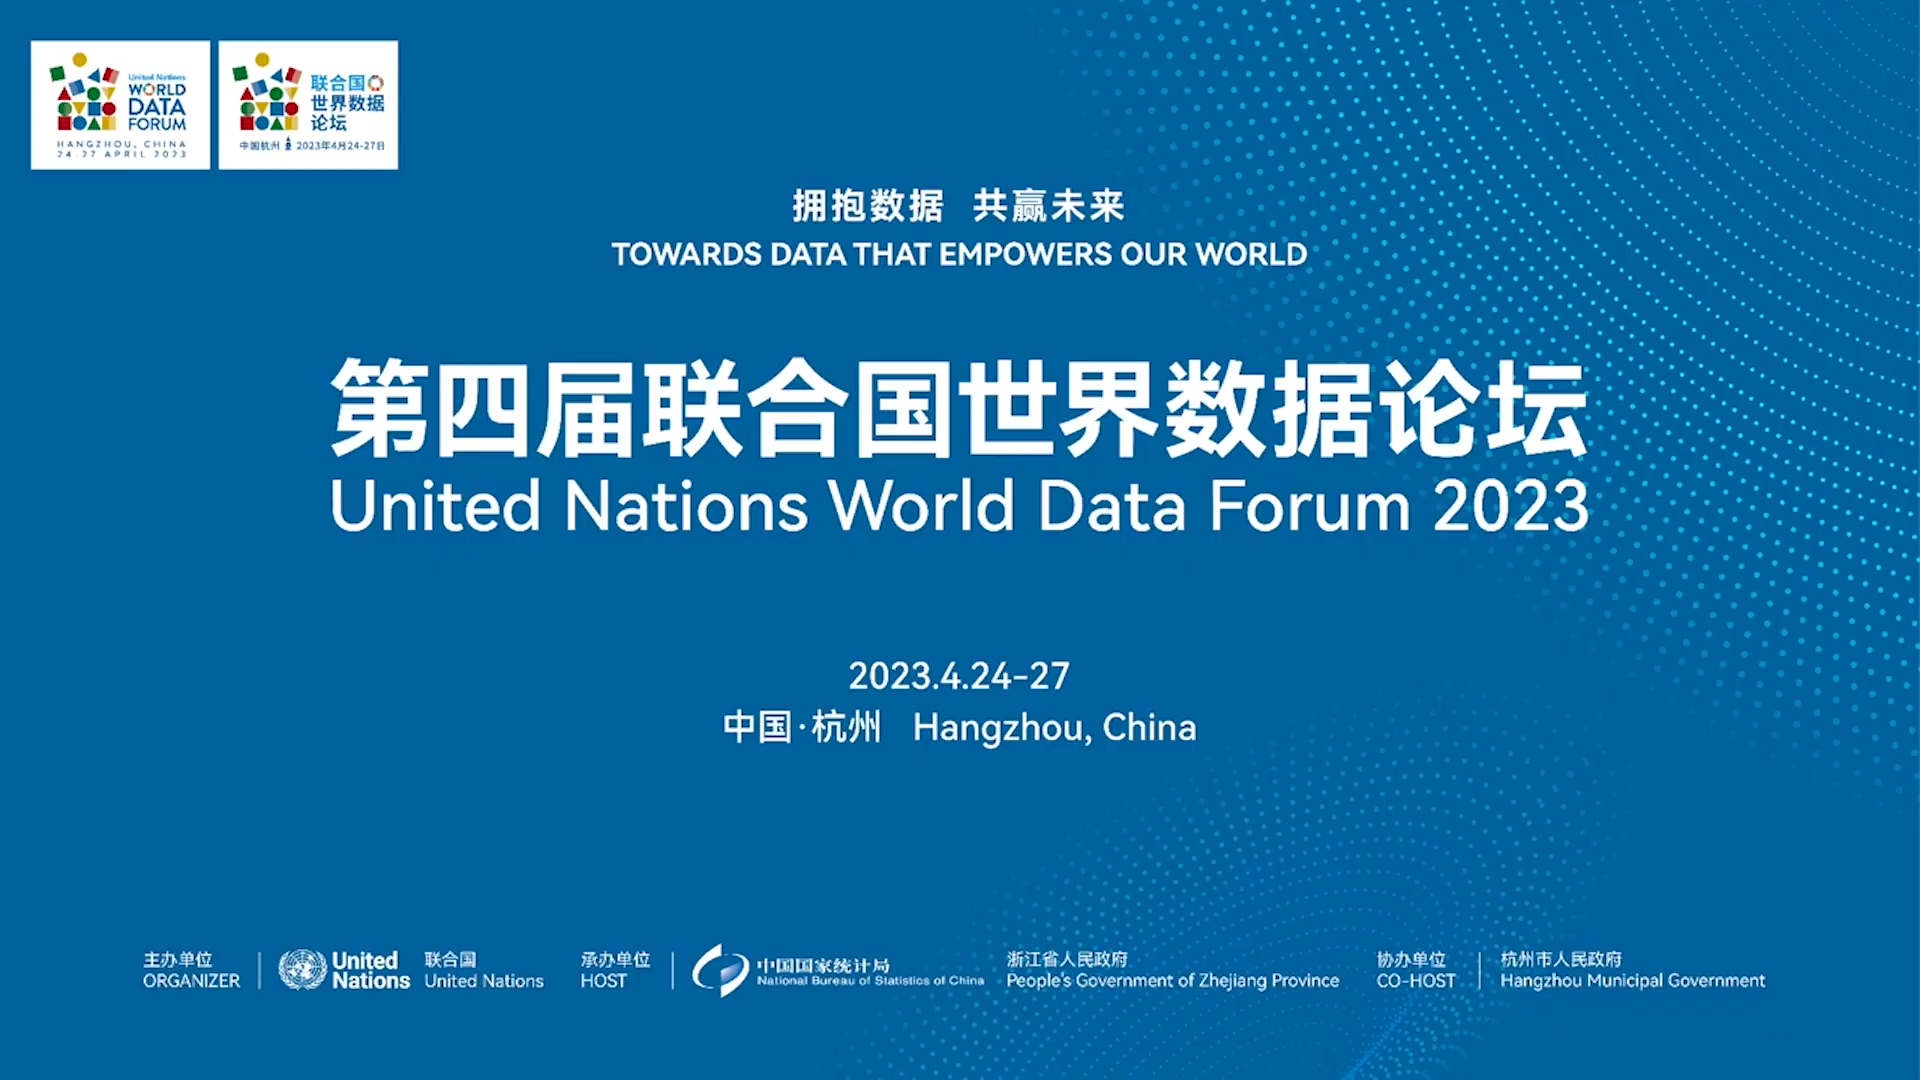 United Nations
WORLD
DATA
FORUM
HANGZHOU, CHINA
24-27 APRIL 2023
联合国
世界数据
论坛
中国杭州 2023年4月24-27日
拥抱数据 共赢未来
TOWARDS DATA THAT EMPOWERS OUR WORLD
第四届联合国世界数据论坛
United Nations World Data Forum 2023
2023.4.24-27
中国·杭州 Hangzhou, China
主办单位
ORGANIZER
United
Nations
联合国
United Nations
承办单位
HOST
中国国家统计局
National Bureau of Statistics of China
浙江省人民政府
People's Government of Zhejiang Province
协办单位
CO-HOST
杭州市人民政府
Hangzhou Municipal Government